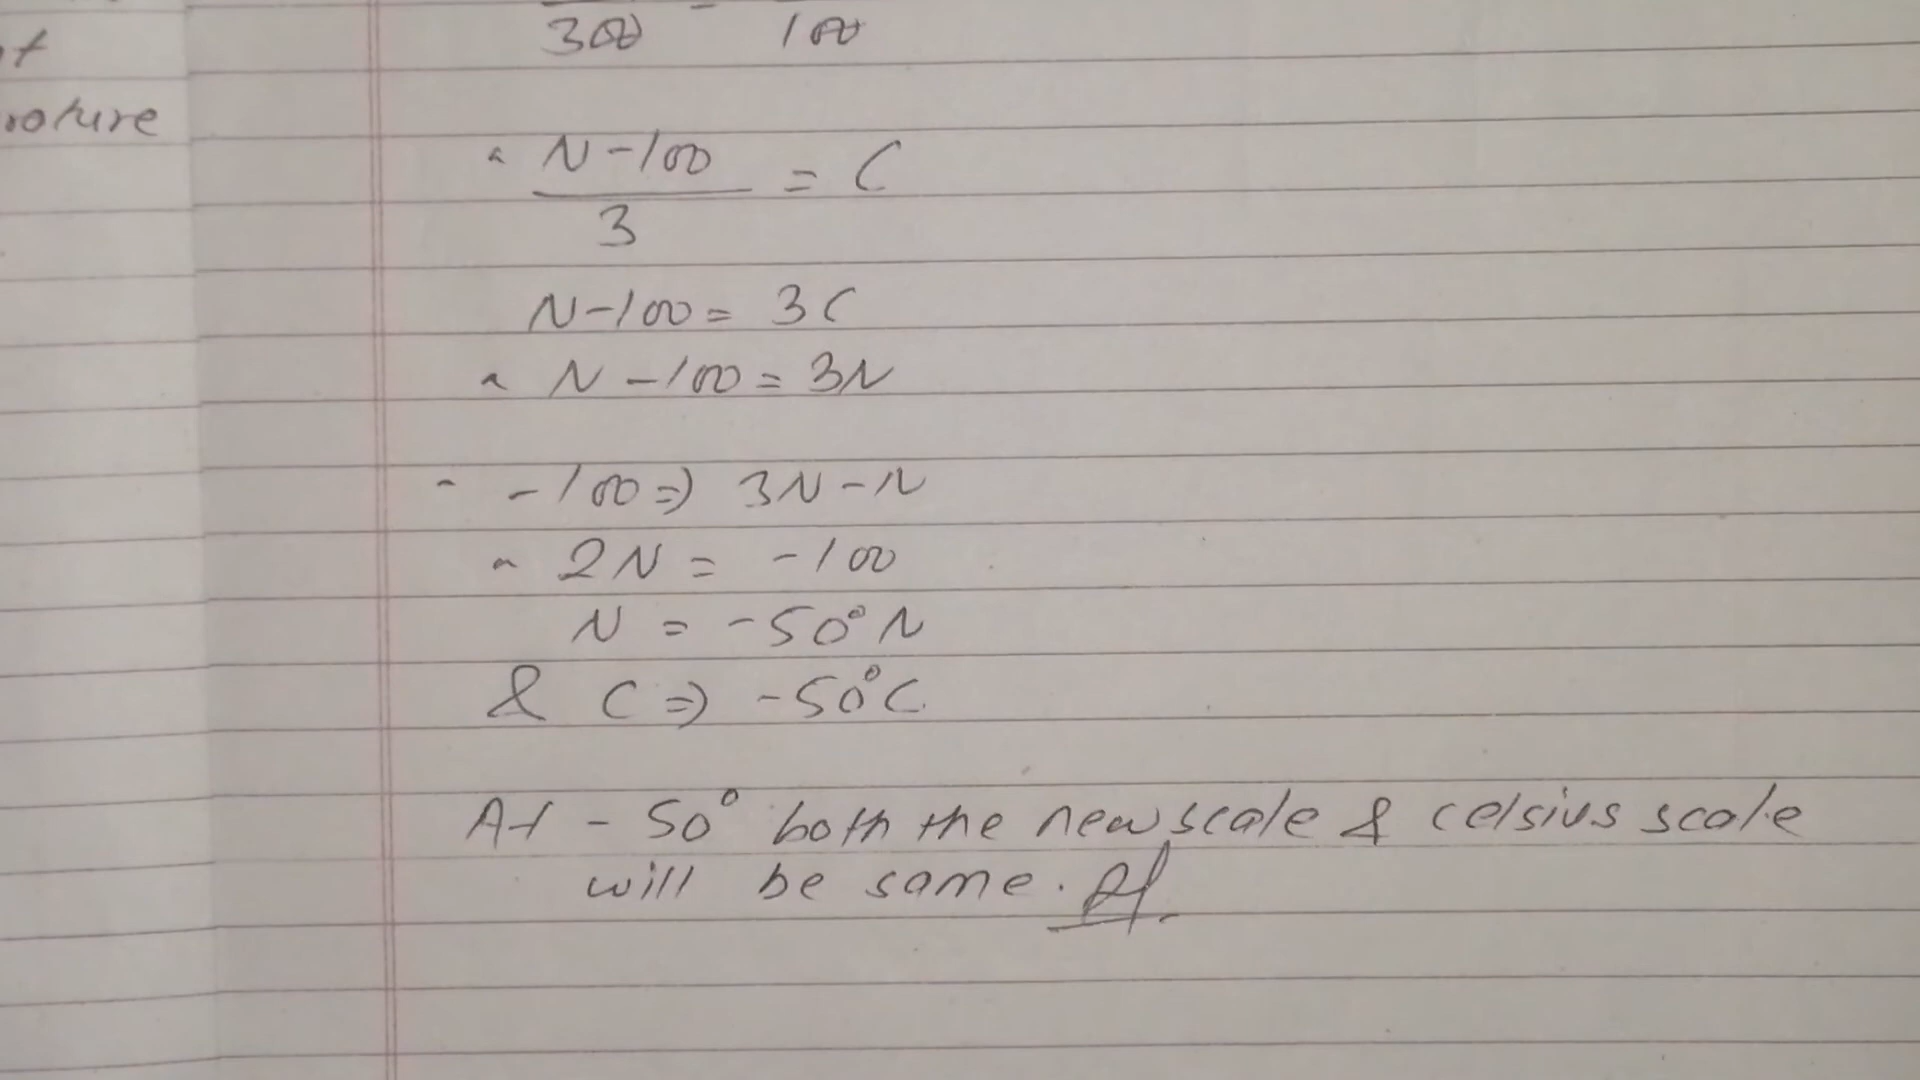 300 - 100
N-100 / 3 = C
N-100 = 3C
N-100 = 3N
-100 ⇒ 3N-N
2N = -100
N = -50°N
& C ⇒ -50°C.
At - 50° both the new scale & celsius scale
will be same.